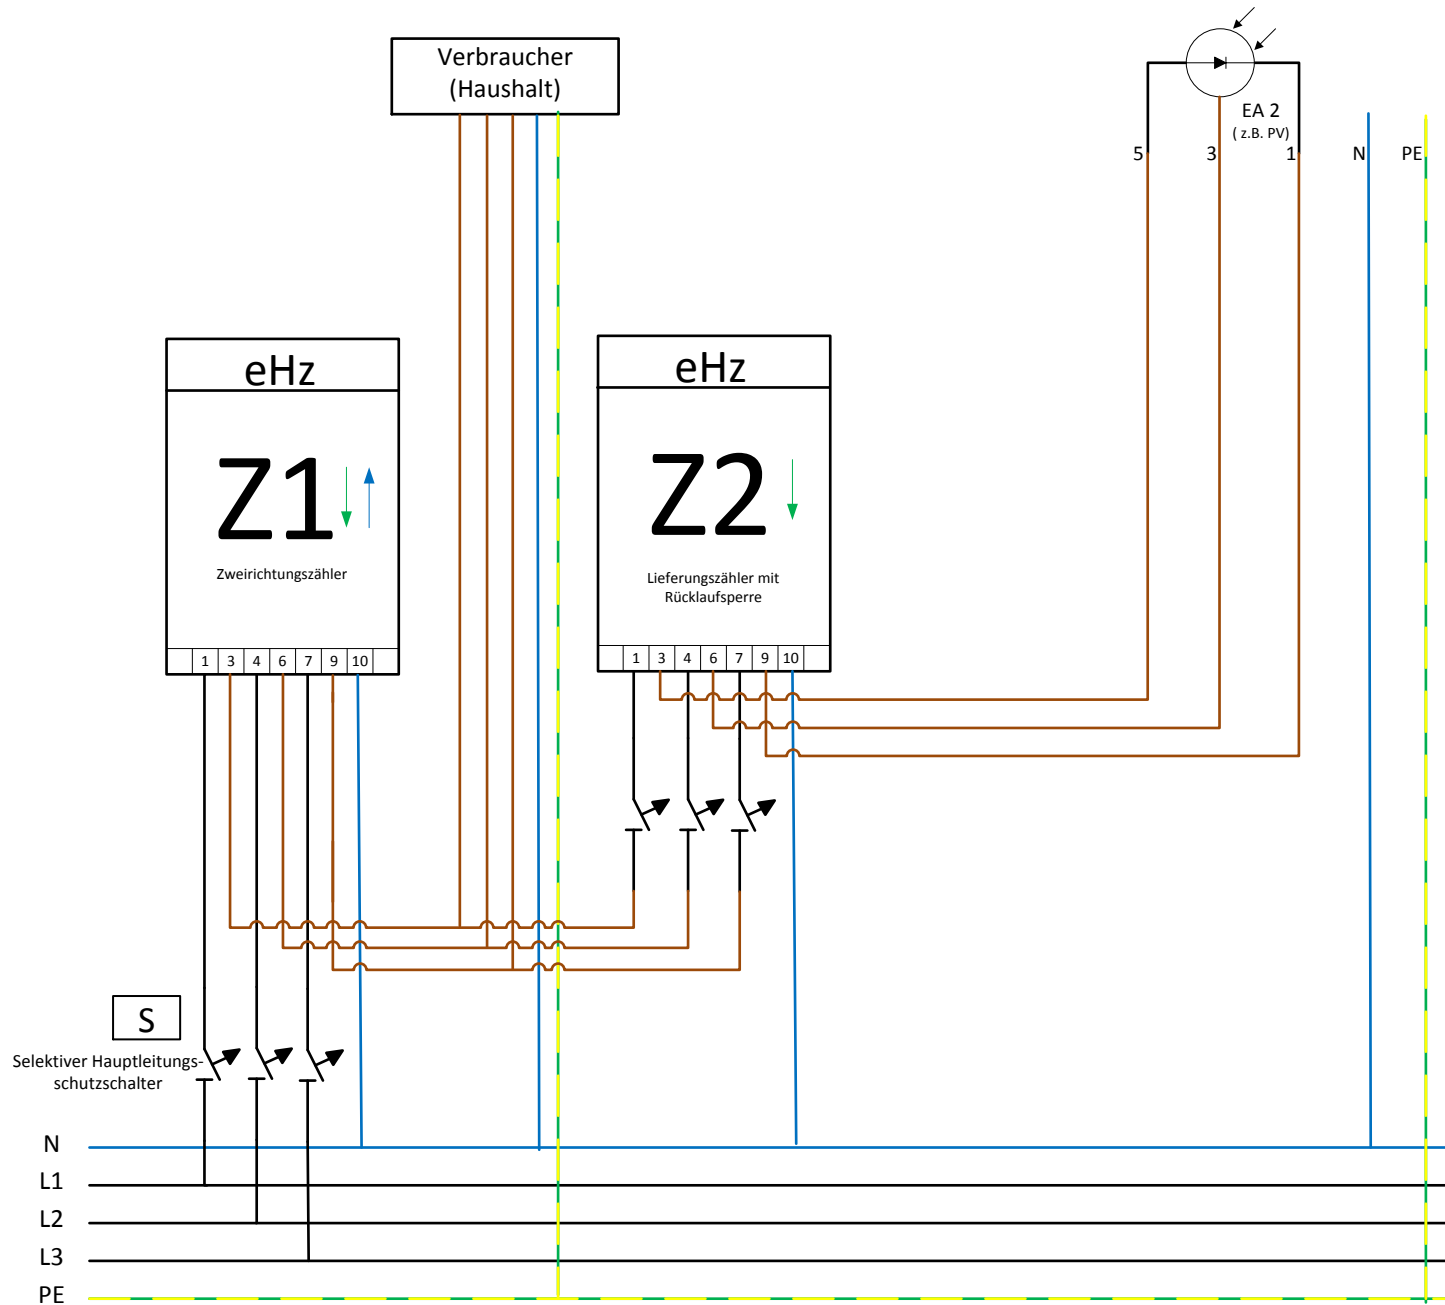 Verbraucher
(Haushalt)
EA 2
( z.B. PV)
5
3
1
N
PE
eHz
Z1
Zweirichtungszähler
1 3 4 6 7 9 10
eHz
Z2
Lieferungszähler mit
Rücklaufsperre
1 3 4 6 7 9 10
S
Selektiver Hauptleitungs-
schutzschalter
N
L1
L2
L3
PE